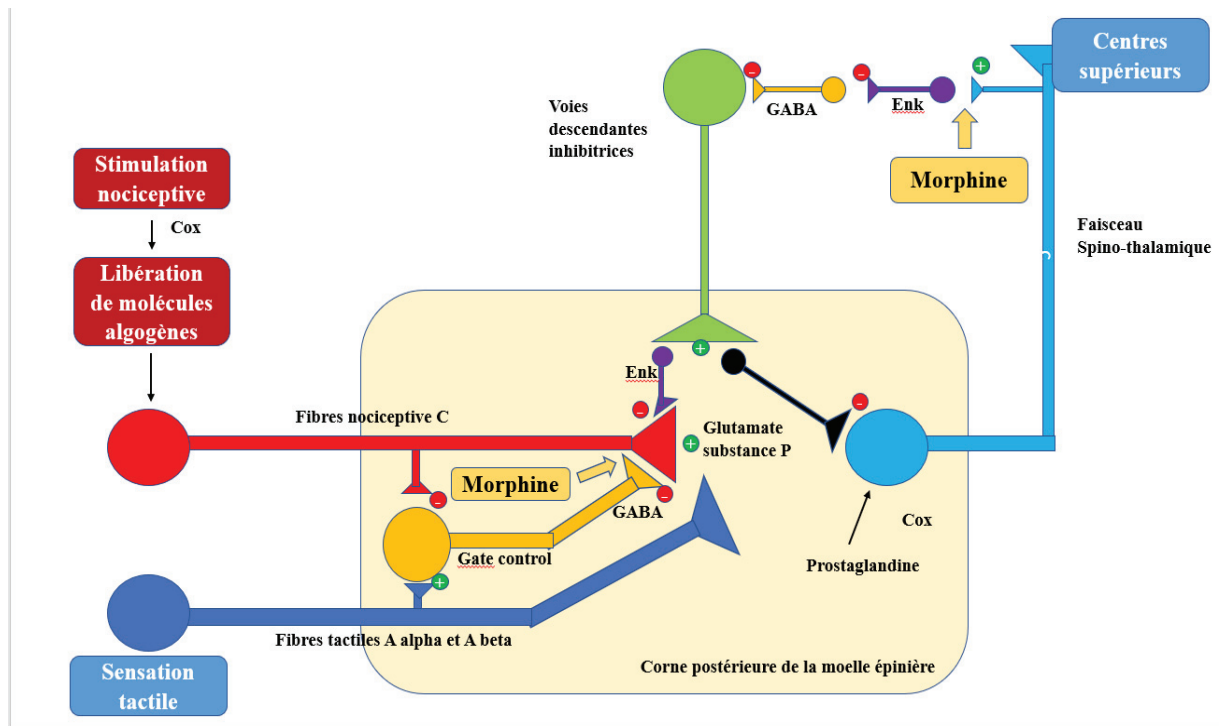 Centres
supérieurs
GABA
Enk
Voies
descendantes
inhibitrices
Morphine
Stimulation
nociceptive
Cox
Libération
de molécules
algogènes
Faisceau
Spino-thalamique
Enk
Fibres nociceptive C
Glutamate
substance P
Morphine
GABA
Gate control
Cox
Prostaglandine
Fibres tactiles A alpha et A beta
Corne postérieure de la moelle épinière
Sensation
tactile